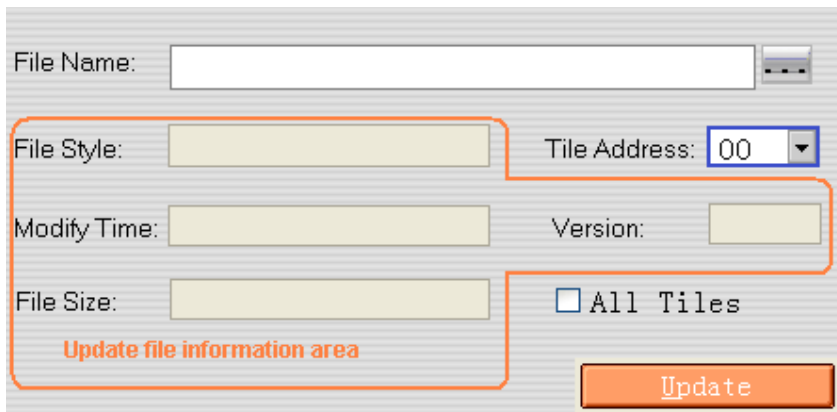 File Name:
...
File Style:
Tile Address: 00
Modify Time:
Version:
File Size:
All Tiles
Update file information area
Update